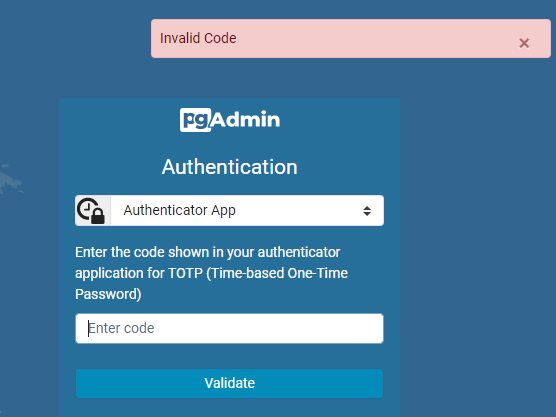 Invalid Code
×
pgAdmin
Authentication
Authenticator App
Enter the code shown in your authenticator
application for TOTP (Time-based One-Time
Password)
Enter code
Validate